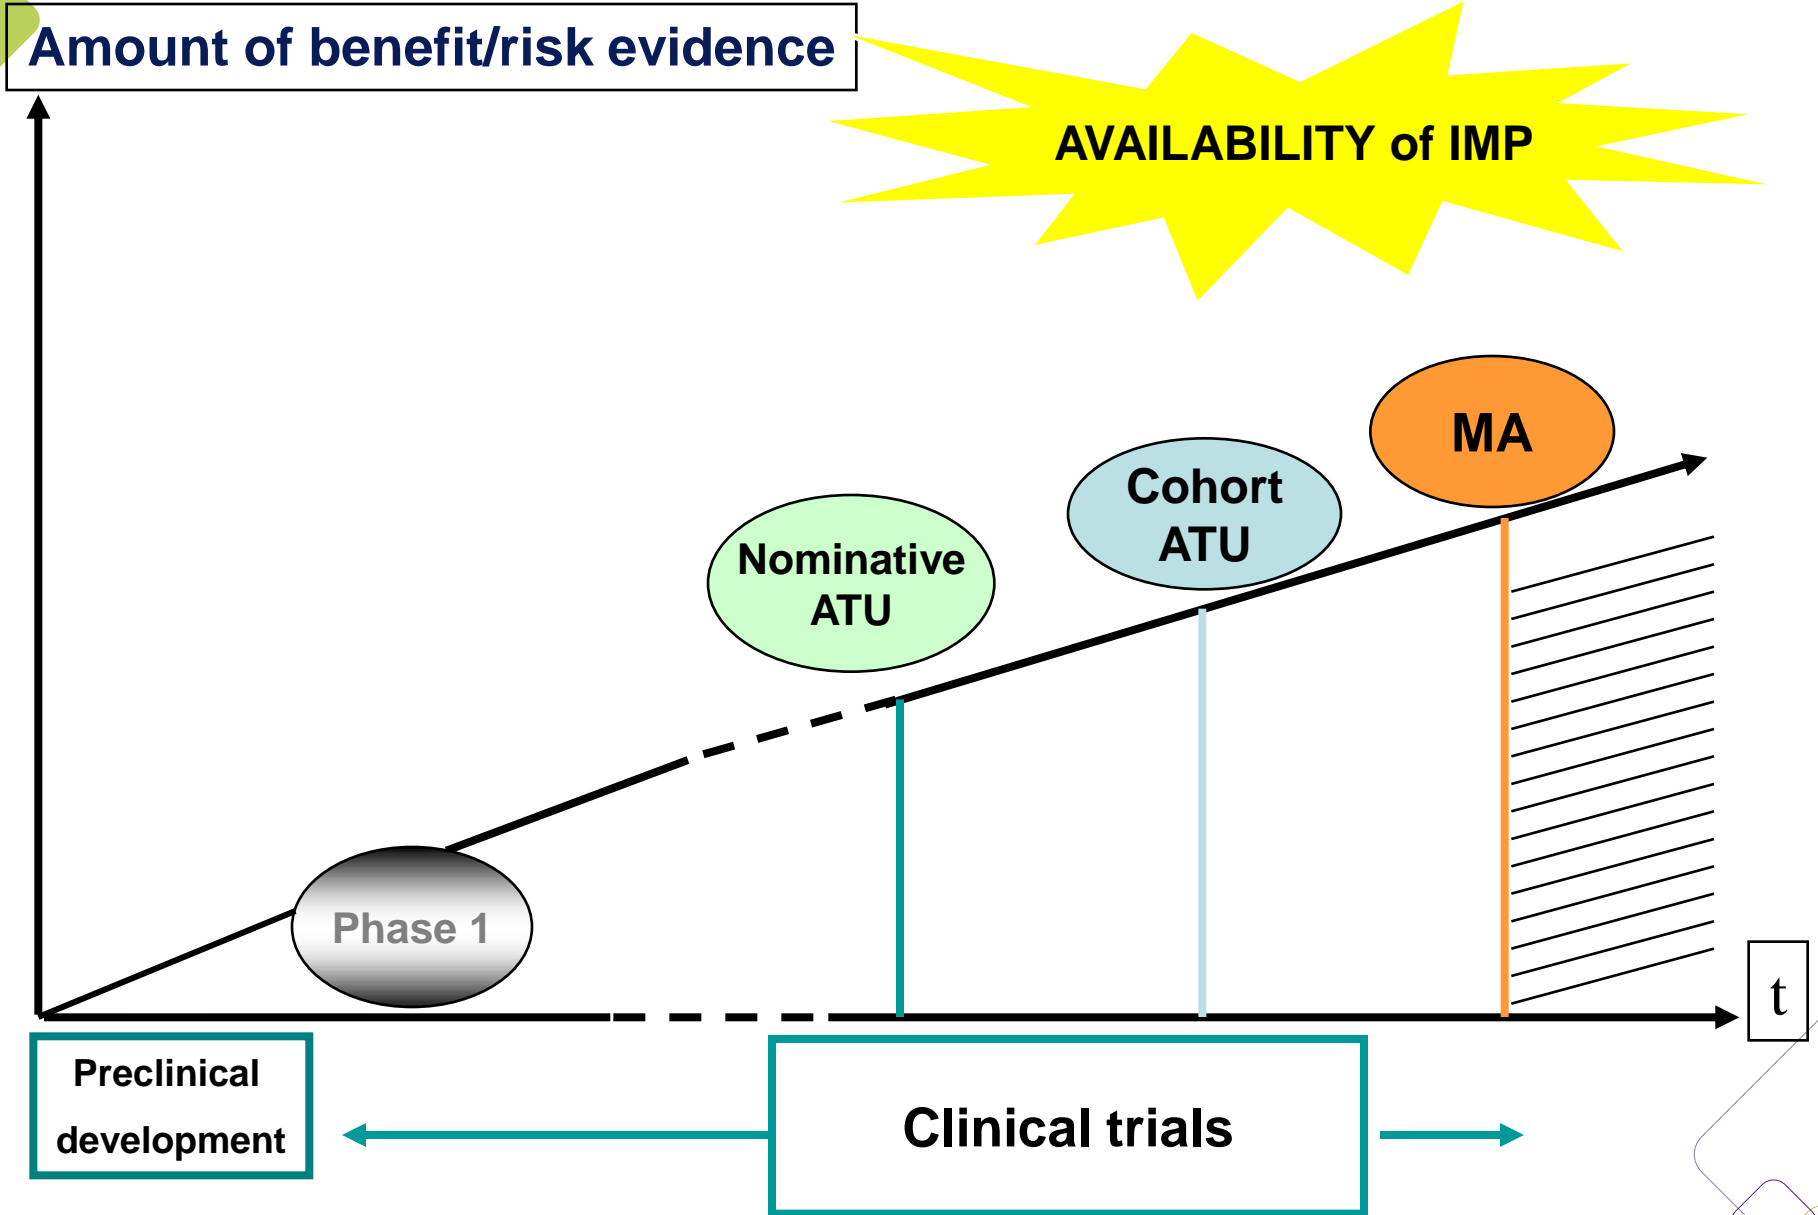 Amount of benefit/risk evidence
AVAILABILITY of IMP
MA
Cohort
ATU
Nominative
ATU
Phase 1
t
Preclinical
development
Clinical trials